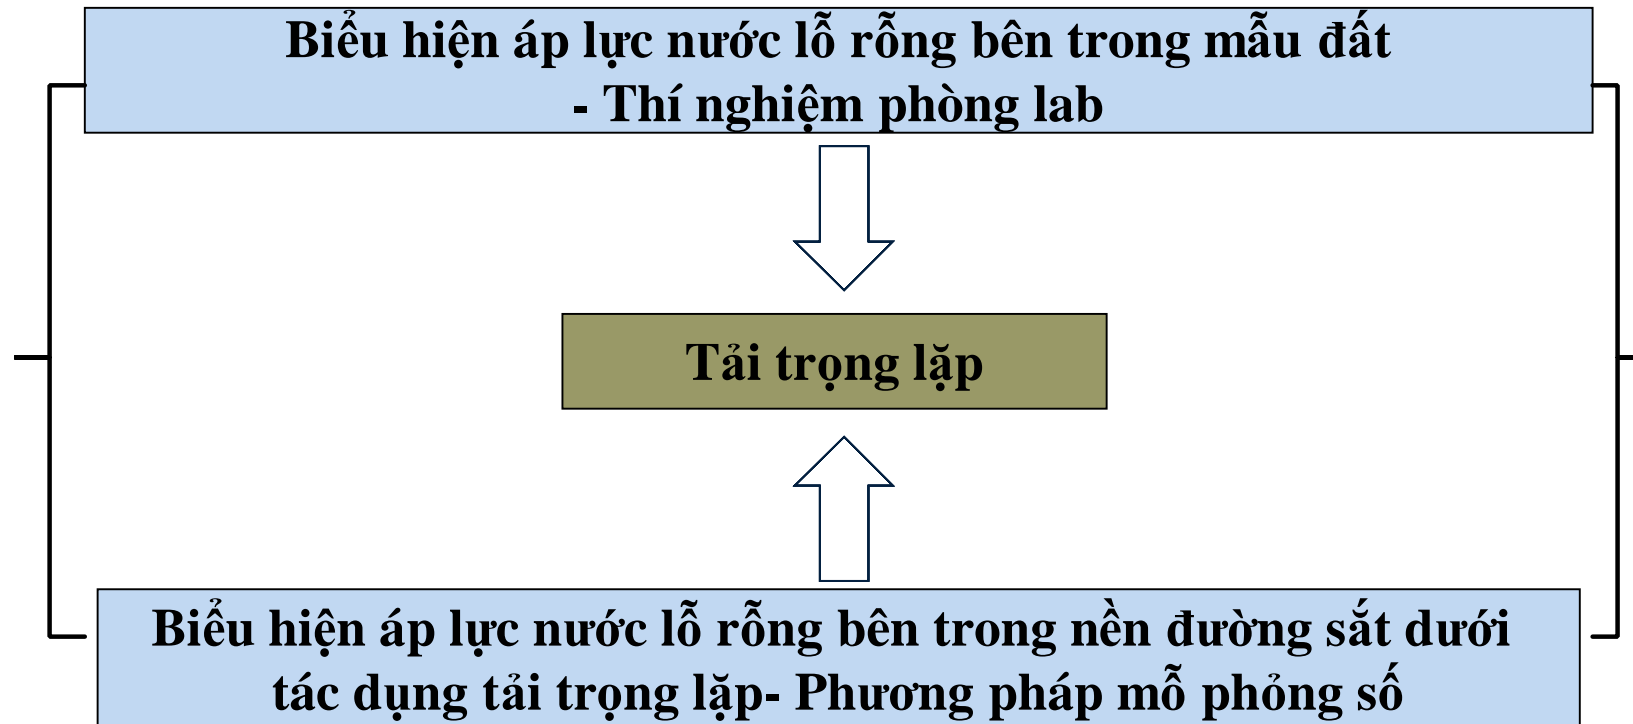 Biểu hiện áp lực nước lỗ rỗng bên trong mẫu đất
- Thí nghiệm phòng lab
Tải trọng lặp
Biểu hiện áp lực nước lỗ rỗng bên trong nền đường sắt dưới
tác dụng tải trọng lặp- Phương pháp mỗ phỏng số